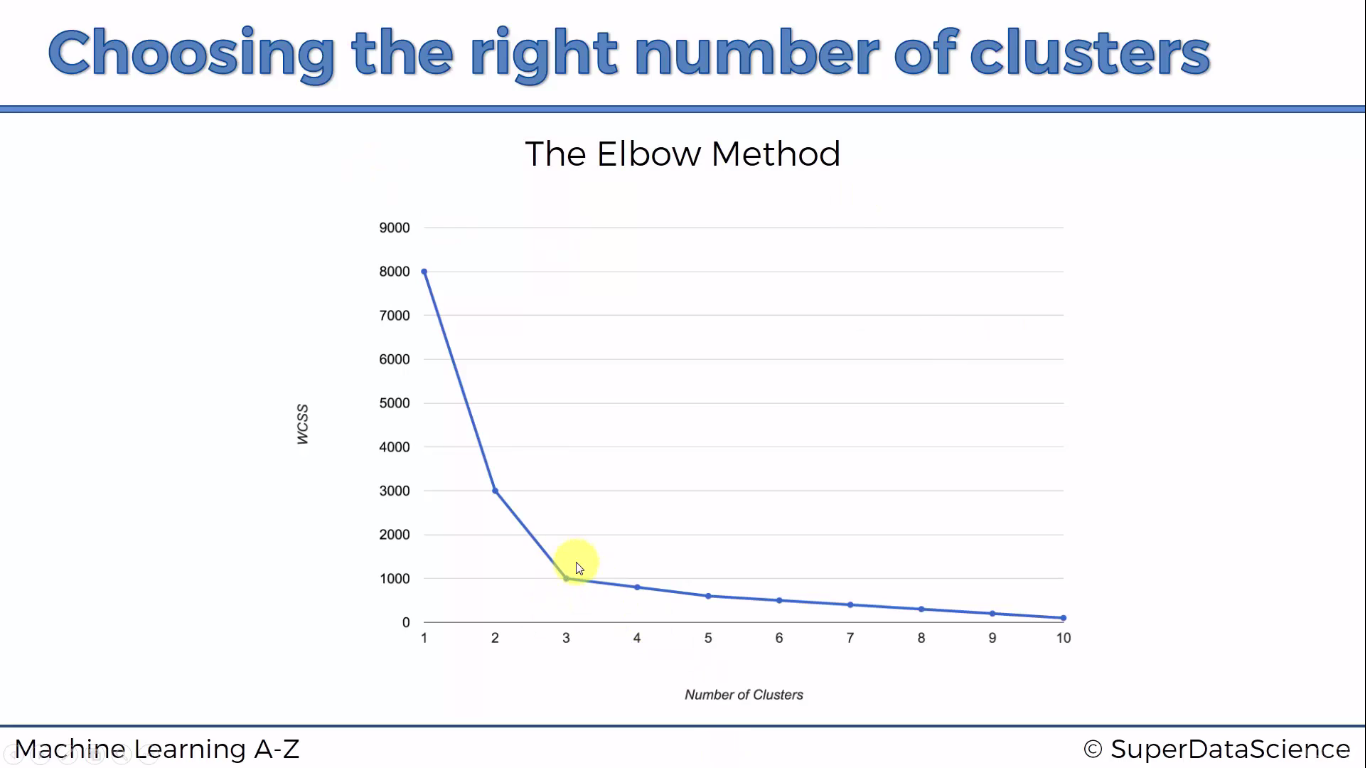 Choosing the right number of clusters
The Elbow Method
9000
8000
7000
6000
5000
4000
3000
2000
1000
0
WCSS
1 2 3 4 5 6 7 8 9 10
Number of Clusters
Machine Learning A-Z
© SuperDataScience